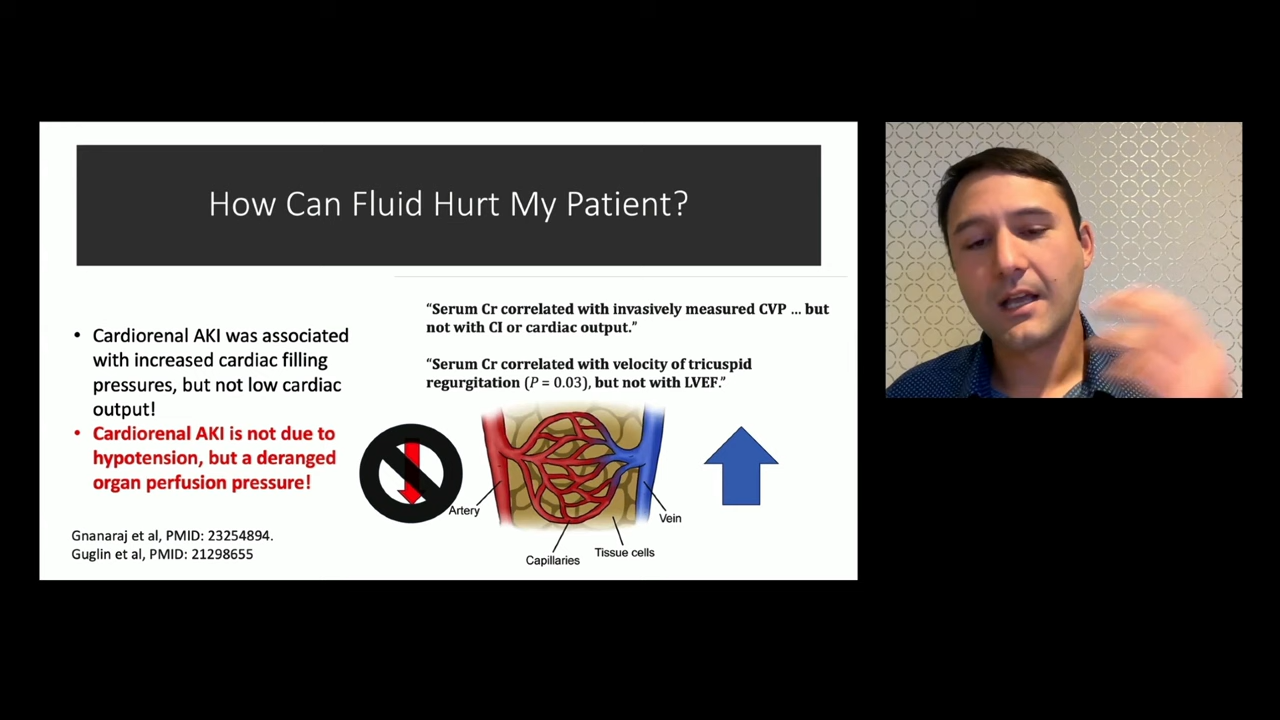 How Can Fluid Hurt My Patient?
• Cardiorenal AKI was associated
with increased cardiac filling
pressures, but not low cardiac
output!
• Cardiorenal AKI is not due to
hypotension, but a deranged
organ perfusion pressure!
Gnanaraj et al, PMID: 23254894.
Guglin et al, PMID: 21298655
“Serum Cr correlated with invasively measured CVP ... but
not with CI or cardiac output.”
“Serum Cr correlated with velocity of tricuspid
regurgitation (P = 0.03), but not with LVEF.”
Artery
Vein
Capillaries
Tissue cells